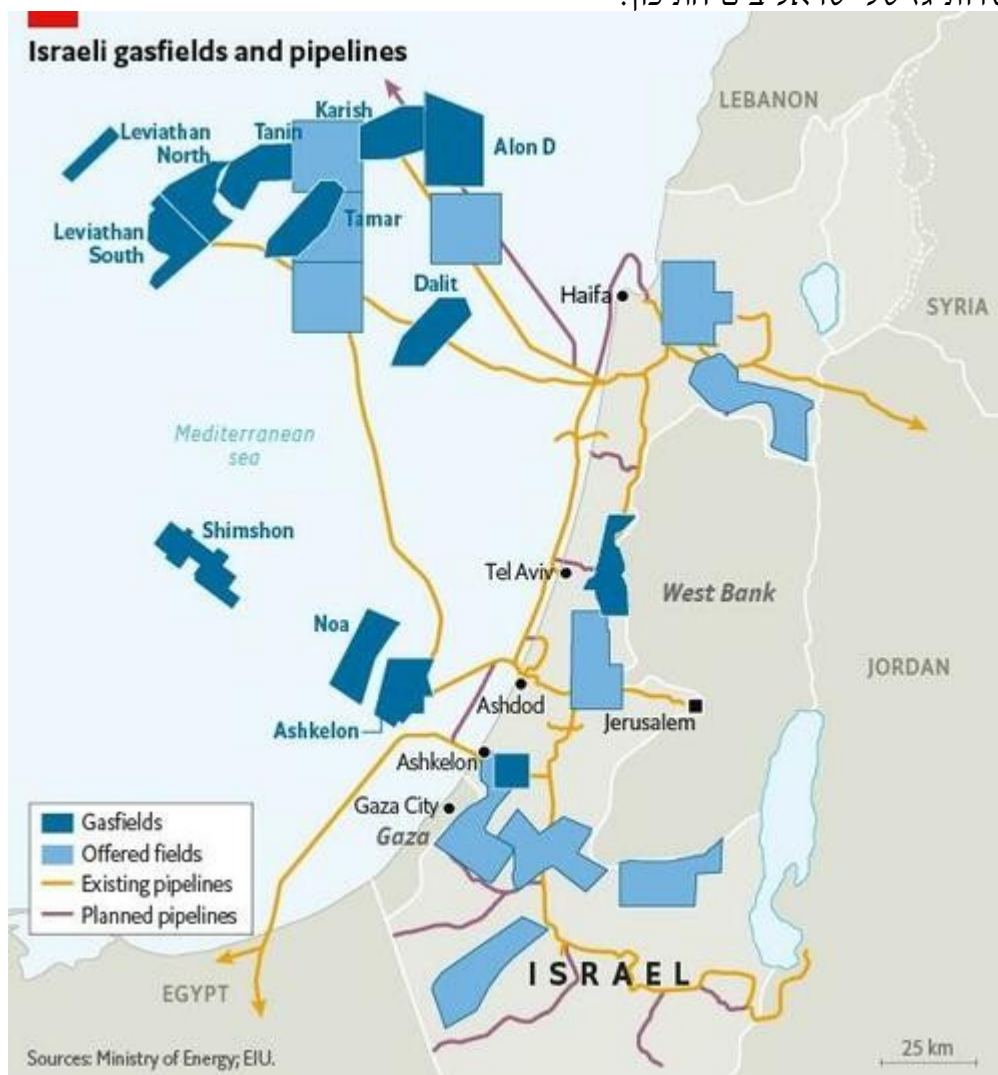 Israeli gasfields and pipelines
LEBANON
Karish
Leviathan
North
Tanin
Alon D
Tamar
Leviathan
South
Dalit
Haifa
SYRIA
Mediterranean
sea
Shimshon
Tel Aviv
West Bank
Noa
JORDAN
Ashdod
Jerusalem
Ashkelon
Ashkelon
Gaza City
Gaza
Gasfields
Offered fields
Existing pipelines
Planned pipelines
ISRAEL
EGYPT
Sources: Ministry of Energy; EIU.
25 km